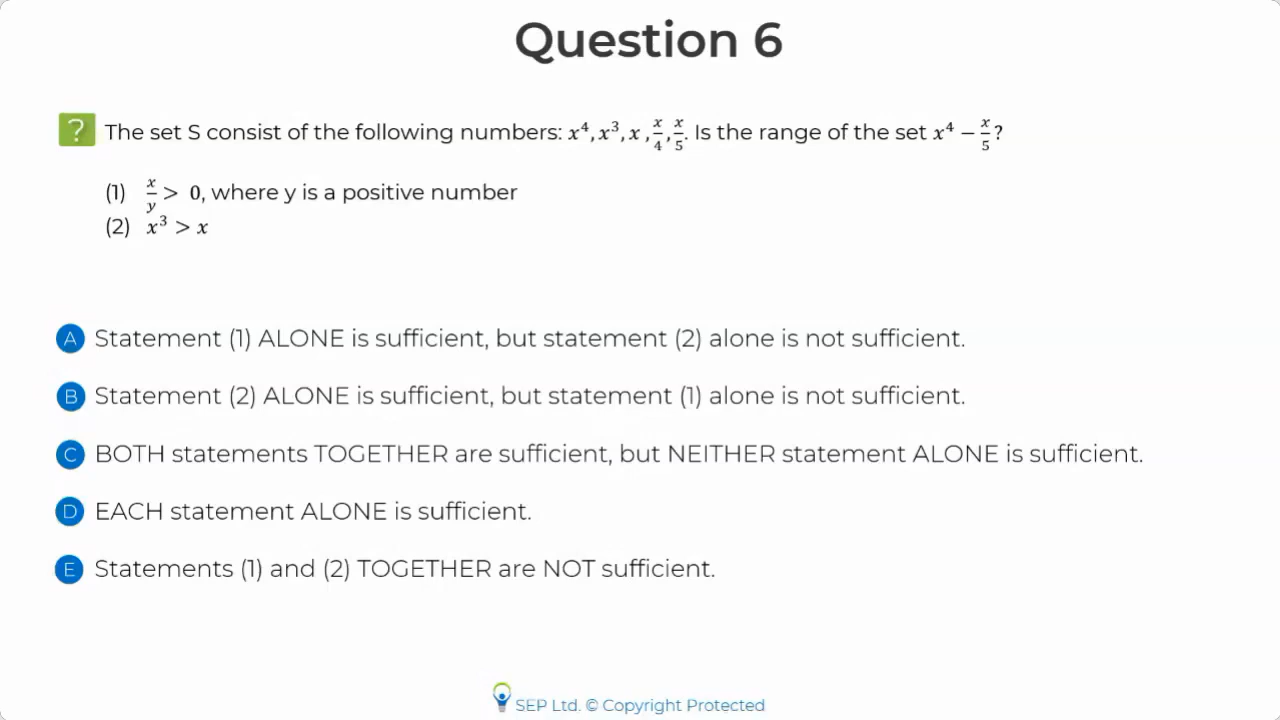 Question 6
? The set S consist of the following numbers: x⁴, x³, x , x/4, x/5. Is the range of the set x⁴ − x/5?
(1) x/y > 0, where y is a positive number
(2) x³ > x
A Statement (1) ALONE is sufficient, but statement (2) alone is not sufficient.
B Statement (2) ALONE is sufficient, but statement (1) alone is not sufficient.
C BOTH statements TOGETHER are sufficient, but NEITHER statement ALONE is sufficient.
D EACH statement ALONE is sufficient.
E Statements (1) and (2) TOGETHER are NOT sufficient.
SEP Ltd. © Copyright Protected